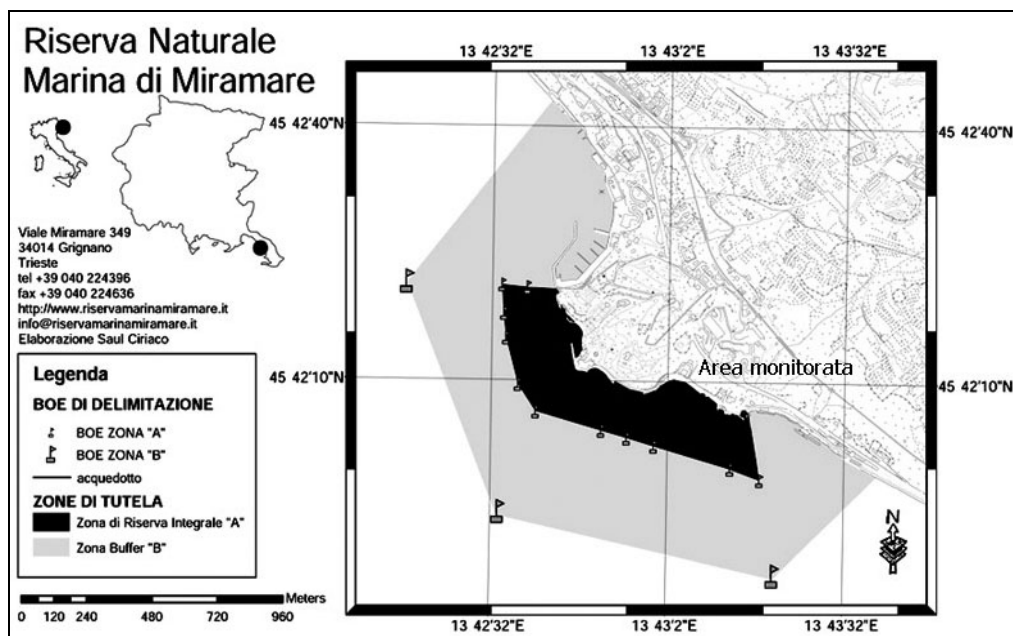 Riserva Naturale
Marina di Miramare
Viale Miramare 349
34014 Grignano
Trieste
tel +39 040 224396
fax +39 040 224636
http://www.riservamarinamiramare.it
info@riservamarinamiramare.it
Elaborazione Saul Ciriaco
Legenda
BOE DI DELIMITAZIONE
BOE ZONA "A"
BOE ZONA "B"
acquedotto
ZONE DI TUTELA
Zona di Riserva Integrale "A"
Zona Buffer "B"
Meters
0 120 240 480 720 960
13 42'32"E 13 43'2"E 13 43'32"E
45 42'40"N 45 42'40"N
Area monitorata
45 42'10"N 45 42'10"N
N
13 42'32"E 13 43'2"E 13 43'32"E